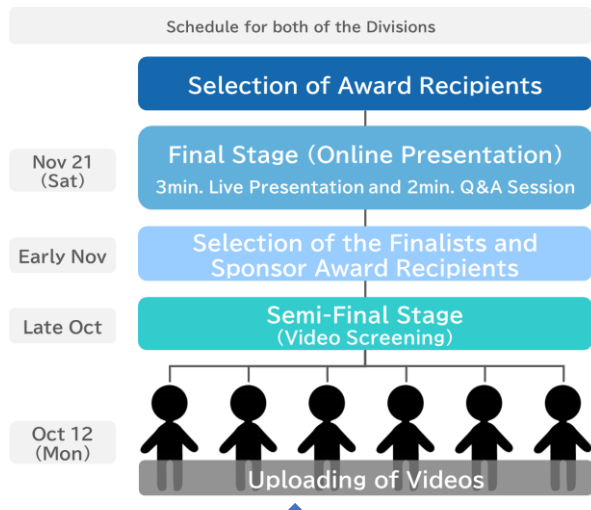 Schedule for both of the Divisions
Selection of Award Recipients
Nov 21
(Sat)
Final Stage (Online Presentation)
3min. Live Presentation and 2min. Q&A Session
Early Nov
Selection of the Finalists and
Sponsor Award Recipients
Late Oct
Semi-Final Stage
(Video Screening)
Oct 12
(Mon)
Uploading of Videos